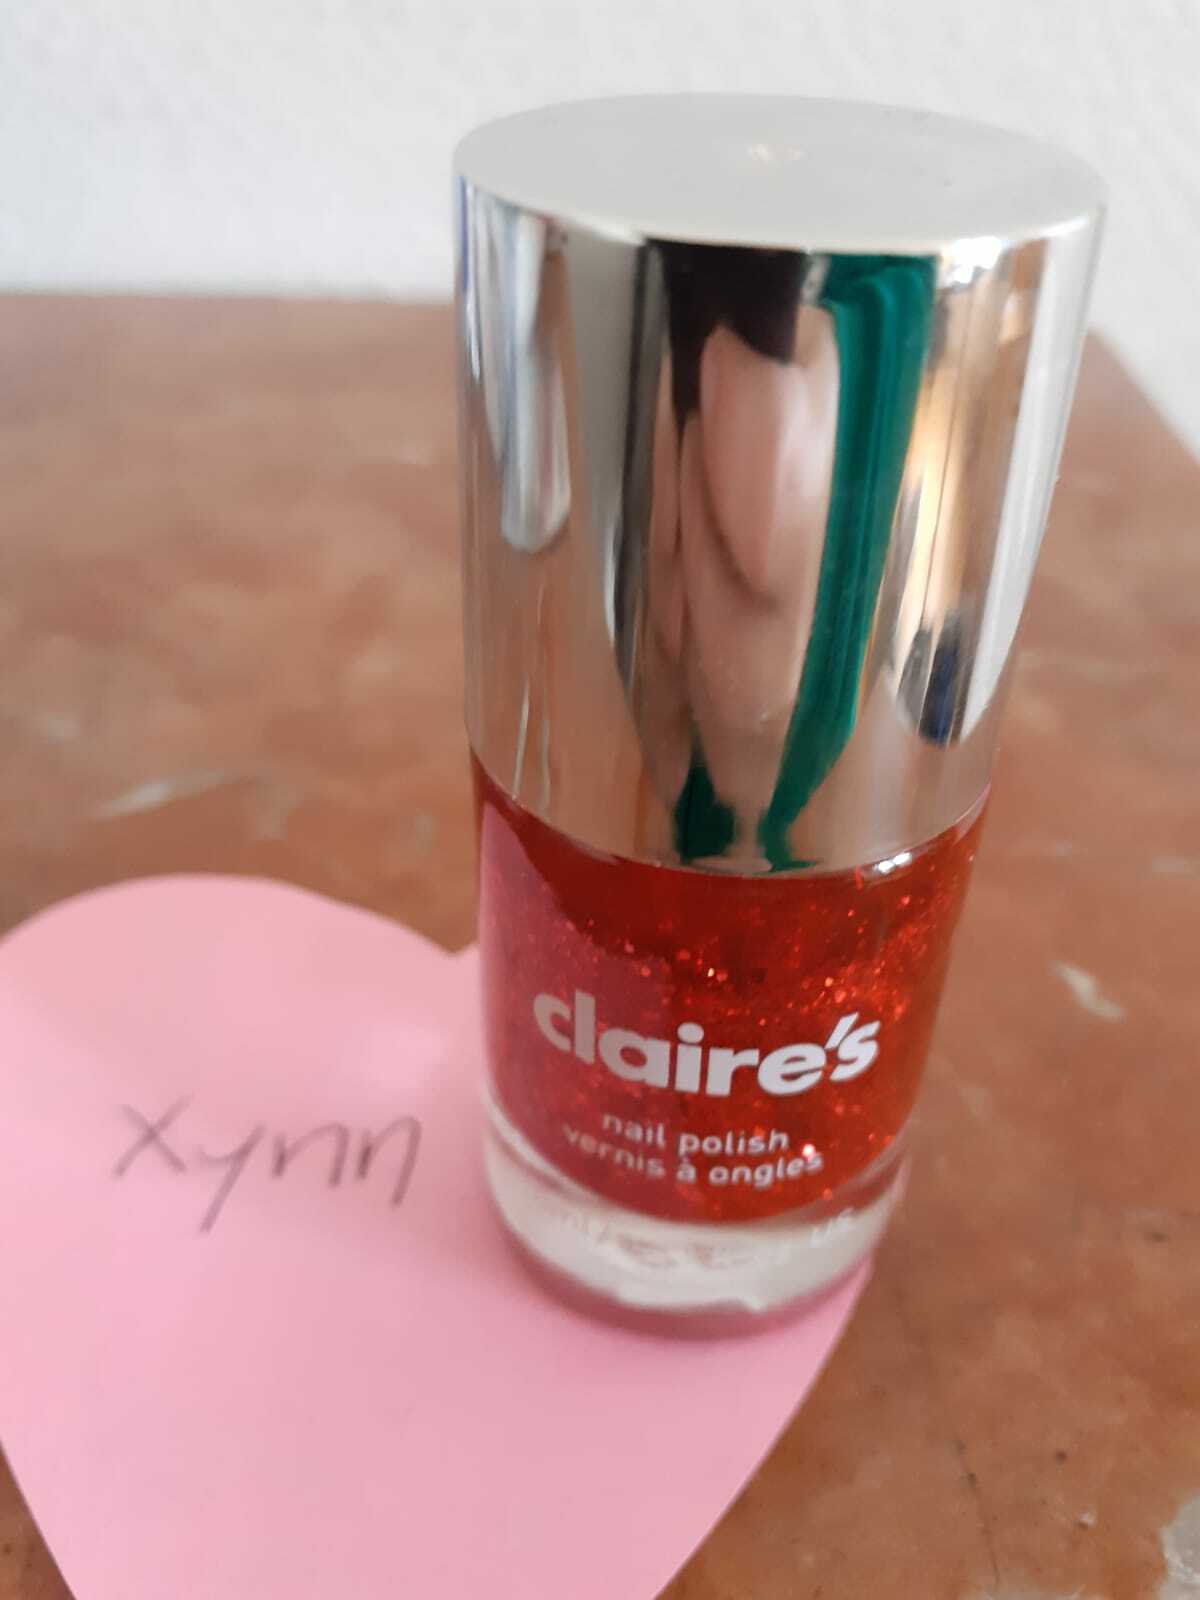 claire's
nail polish
vernis à ongles
xynn